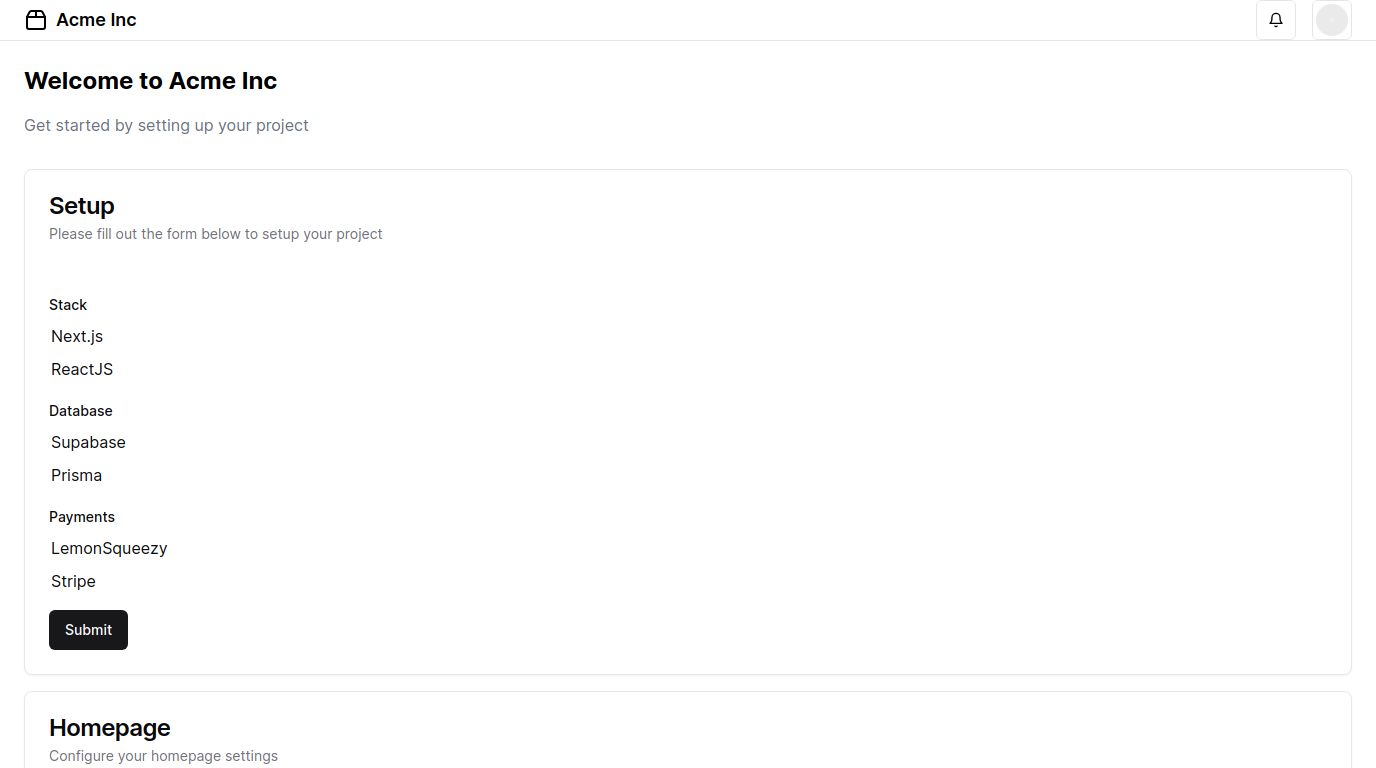 Acme Inc
Welcome to Acme Inc
Get started by setting up your project
Setup
Please fill out the form below to setup your project
Stack
Next.js
ReactJS
Database
Supabase
Prisma
Payments
LemonSqueezy
Stripe
Submit
Homepage
Configure your homepage settings